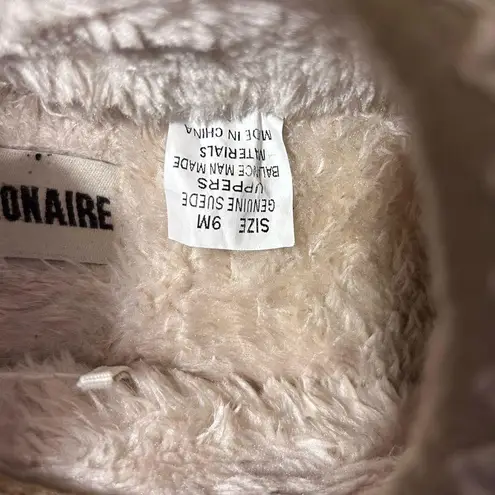 SIZE 9M
GENUINE SUEDE
UPPERS
BALANCE MAN MADE
MATERIALS
MADE IN CHINA
ONAIRE